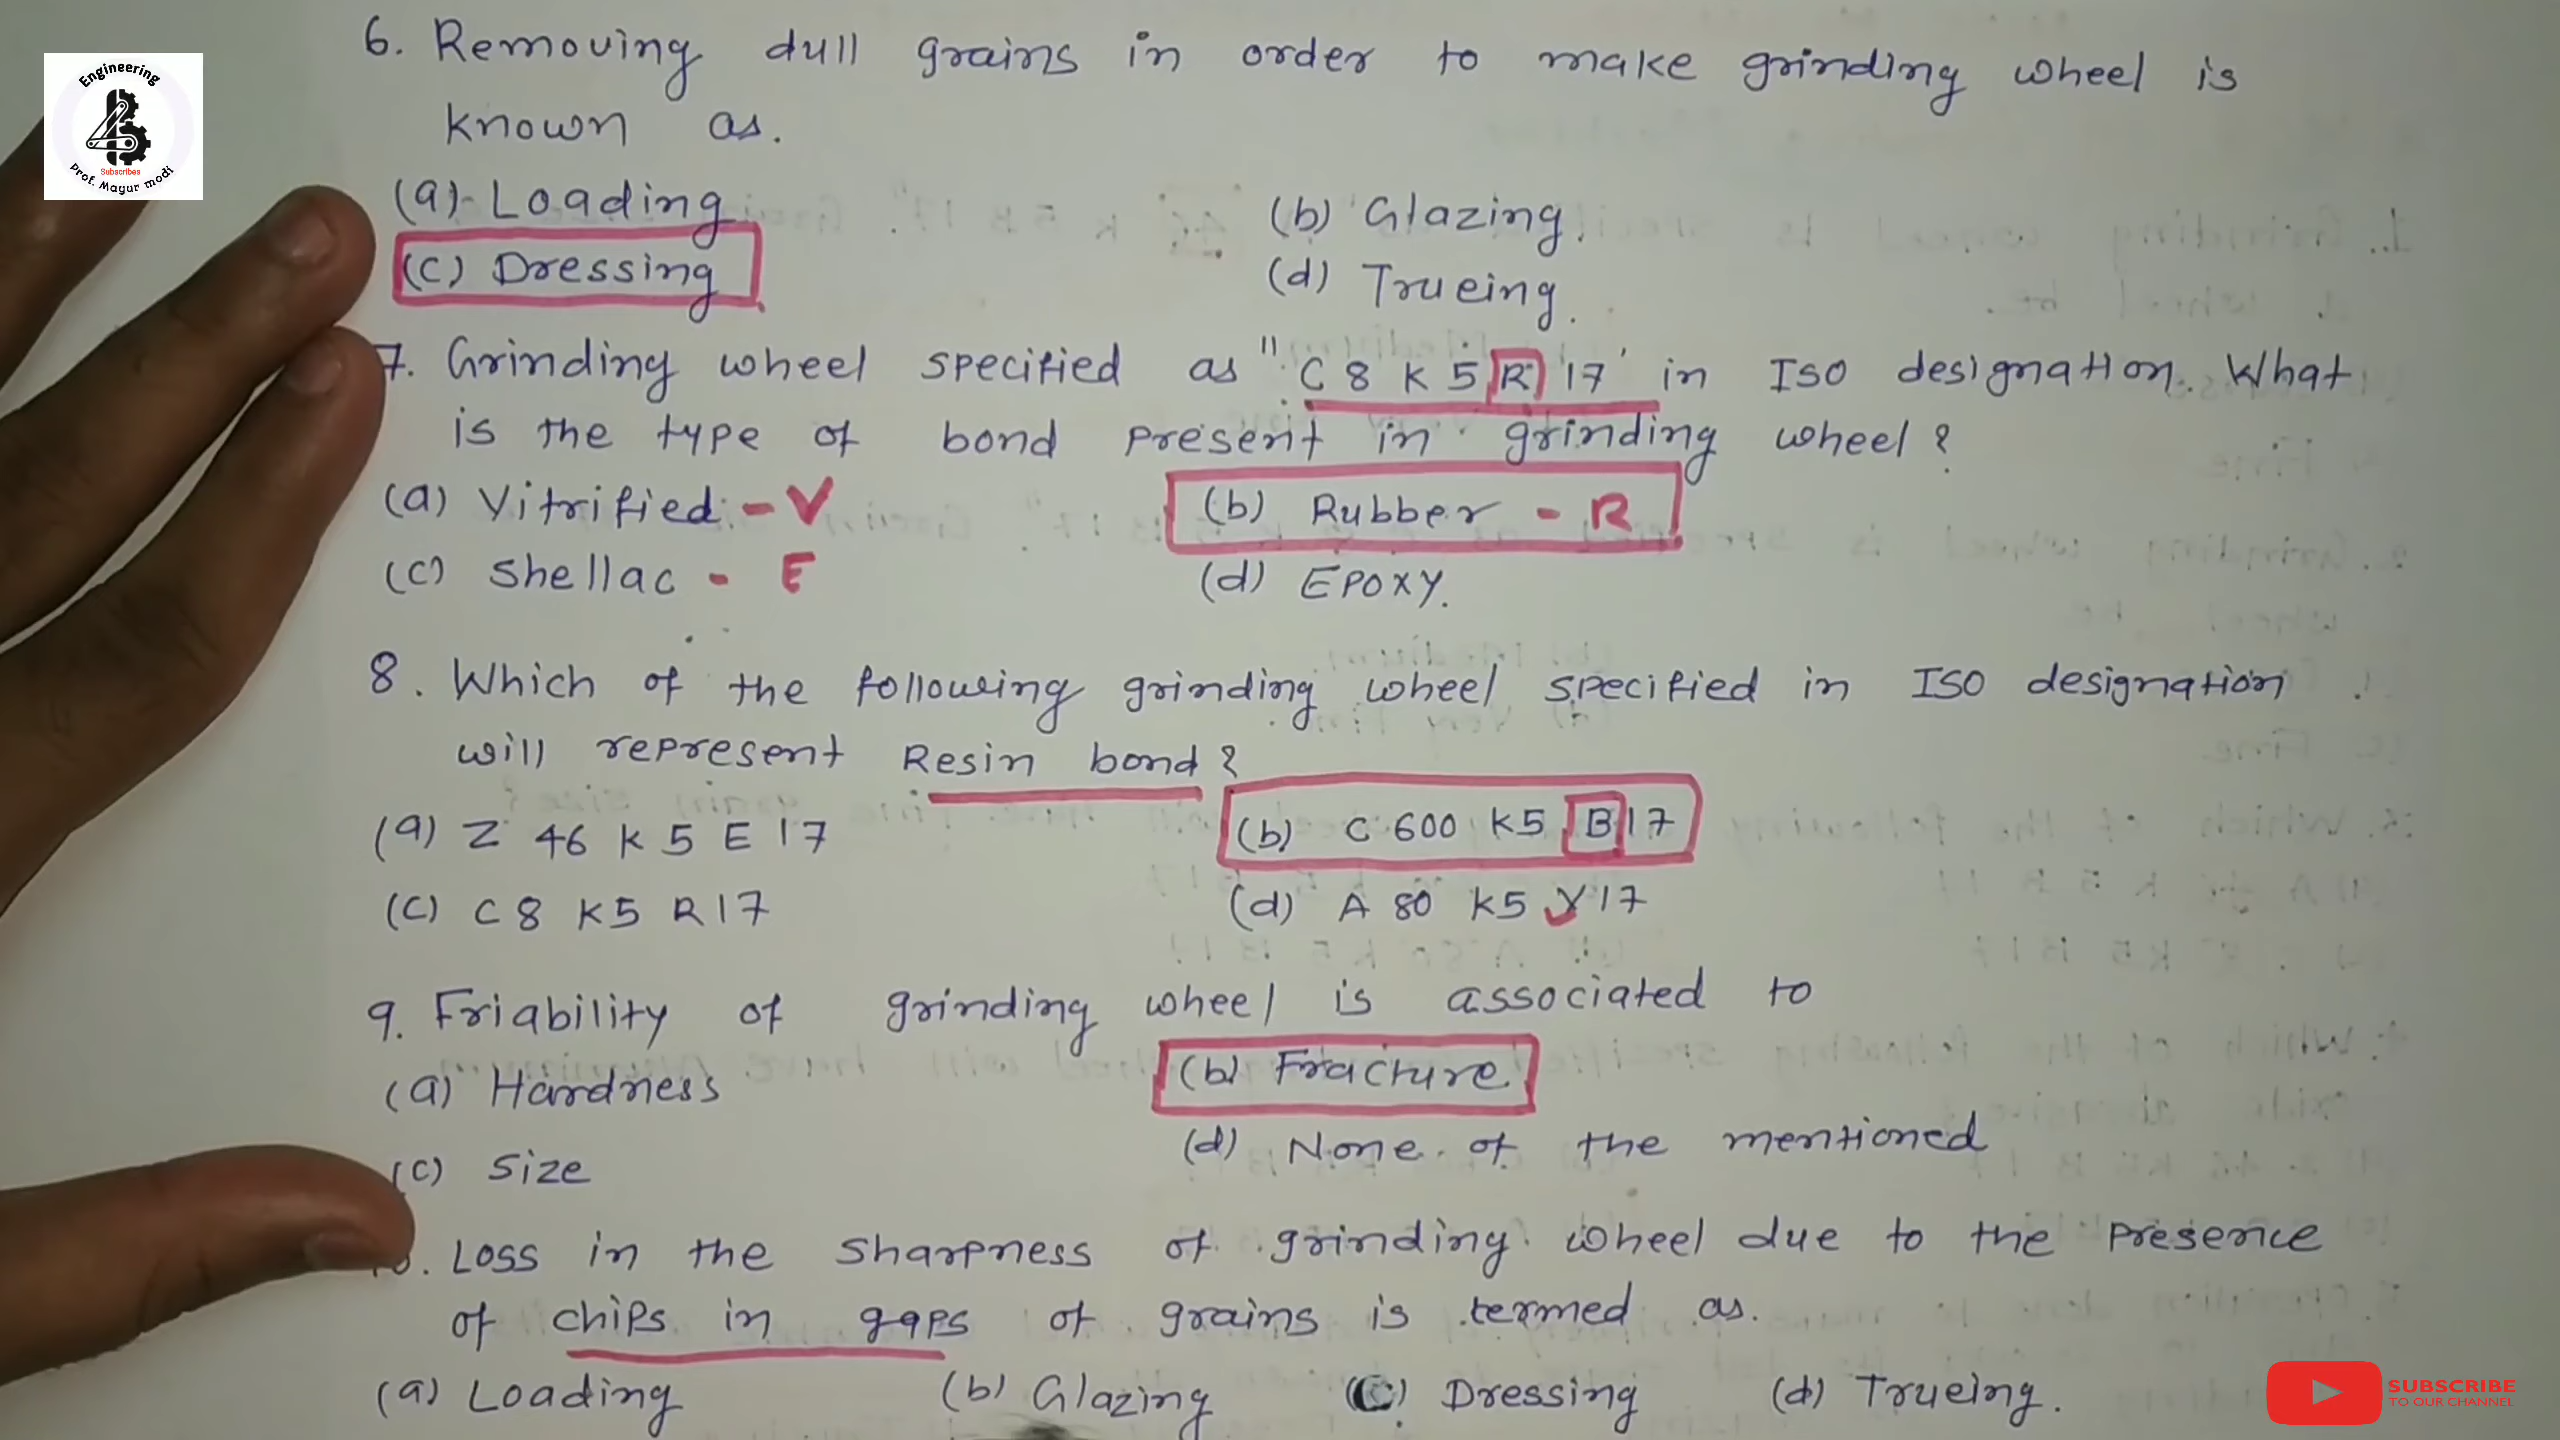 Engineering
Subscribes
Prof. Mayur modi
6. Removing dull grains in order to make grinding wheel is
known as.
(a) Loading
(b) Glazing.
(c) Dressing
(d) Trueing.
7. Grinding wheel specified as "C 8 K 5 R 17' in ISO designation. What
is the type of bond present in grinding wheel?
(a) Vitrified - V
(b) Rubber - R
(c) Shellac - E
(d) Epoxy.
8. Which of the following grinding wheel specified in ISO designation
will represent Resin bond?
(a) Z 46 K 5 E 17
(b) C 600 K5 B 17
(c) C 8 K5 R 17
(d) A 80 K5 V 17
9. Friability of grinding wheel is associated to
(a) Hardness
(b) Fracture
(c) Size
(d) None of the mentioned
Loss in the sharpness of grinding wheel due to the presence
of chips in gaps of grains is termed as.
(a) Loading (b) Glazing (c) Dressing (d) Trueing.
SUBSCRIBE
TO OUR CHANNEL